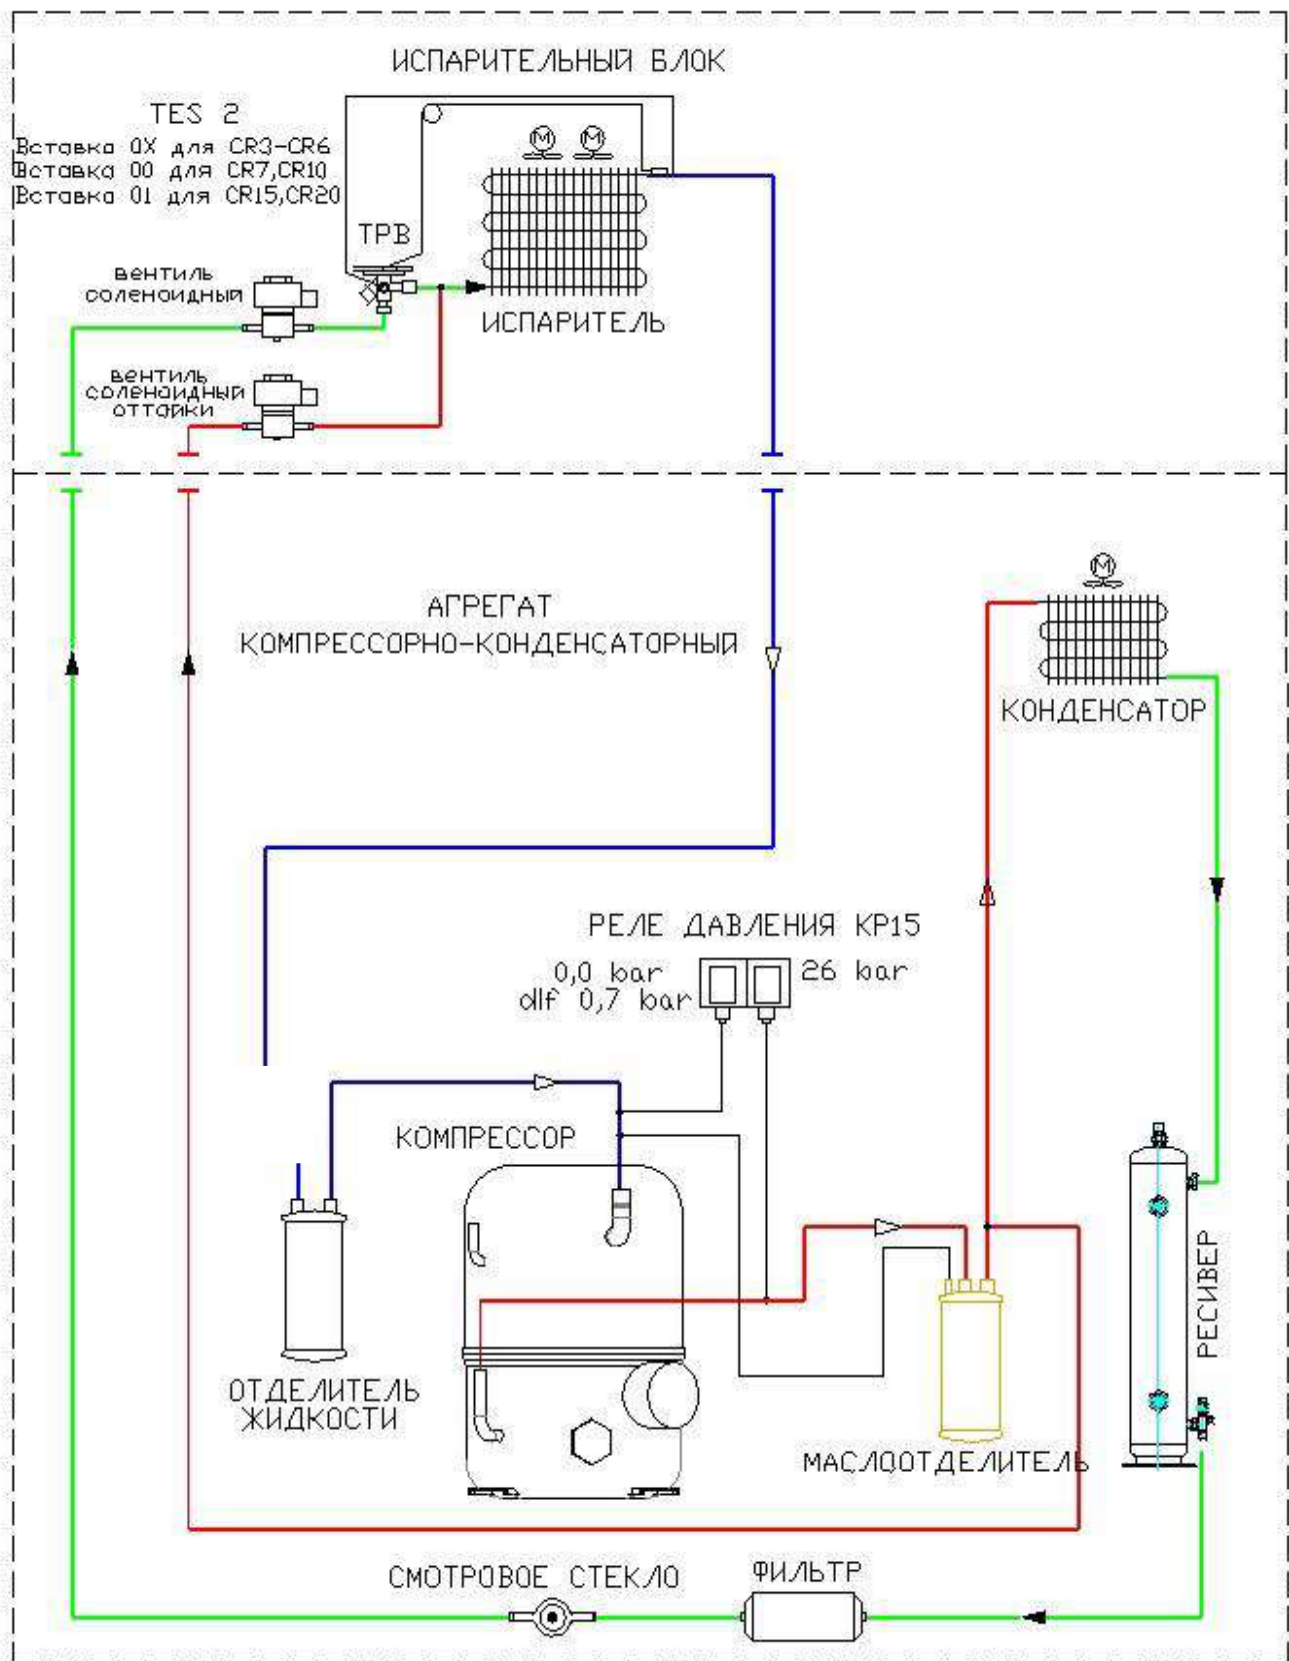 ИСПАРИТЕЛЬНЫЙ БЛОК
TES 2
Вставка 0X для CR3-CR6
Вставка 00 для CR7,CR10
Вставка 01 для CR15,CR20
М М
ТРВ
вентиль
соленоидный
ИСПАРИТЕЛЬ
вентиль
соленоидный
оттайки
М
АГРЕГАТ
КОМПРЕССОРНО-КОНДЕНСАТОРНЫЙ
КОНДЕНСАТОР
РЕЛЕ ДАВЛЕНИЯ КР15
0,0 bar
26 bar
dif 0,7 bar
КОМПРЕССОР
РЕСИВЕР
ОТДЕЛИТЕЛЬ
ЖИДКОСТИ
МАСЛООТДЕЛИТЕЛЬ
СМОТРОВОЕ СТЕКЛО
ФИЛЬТР